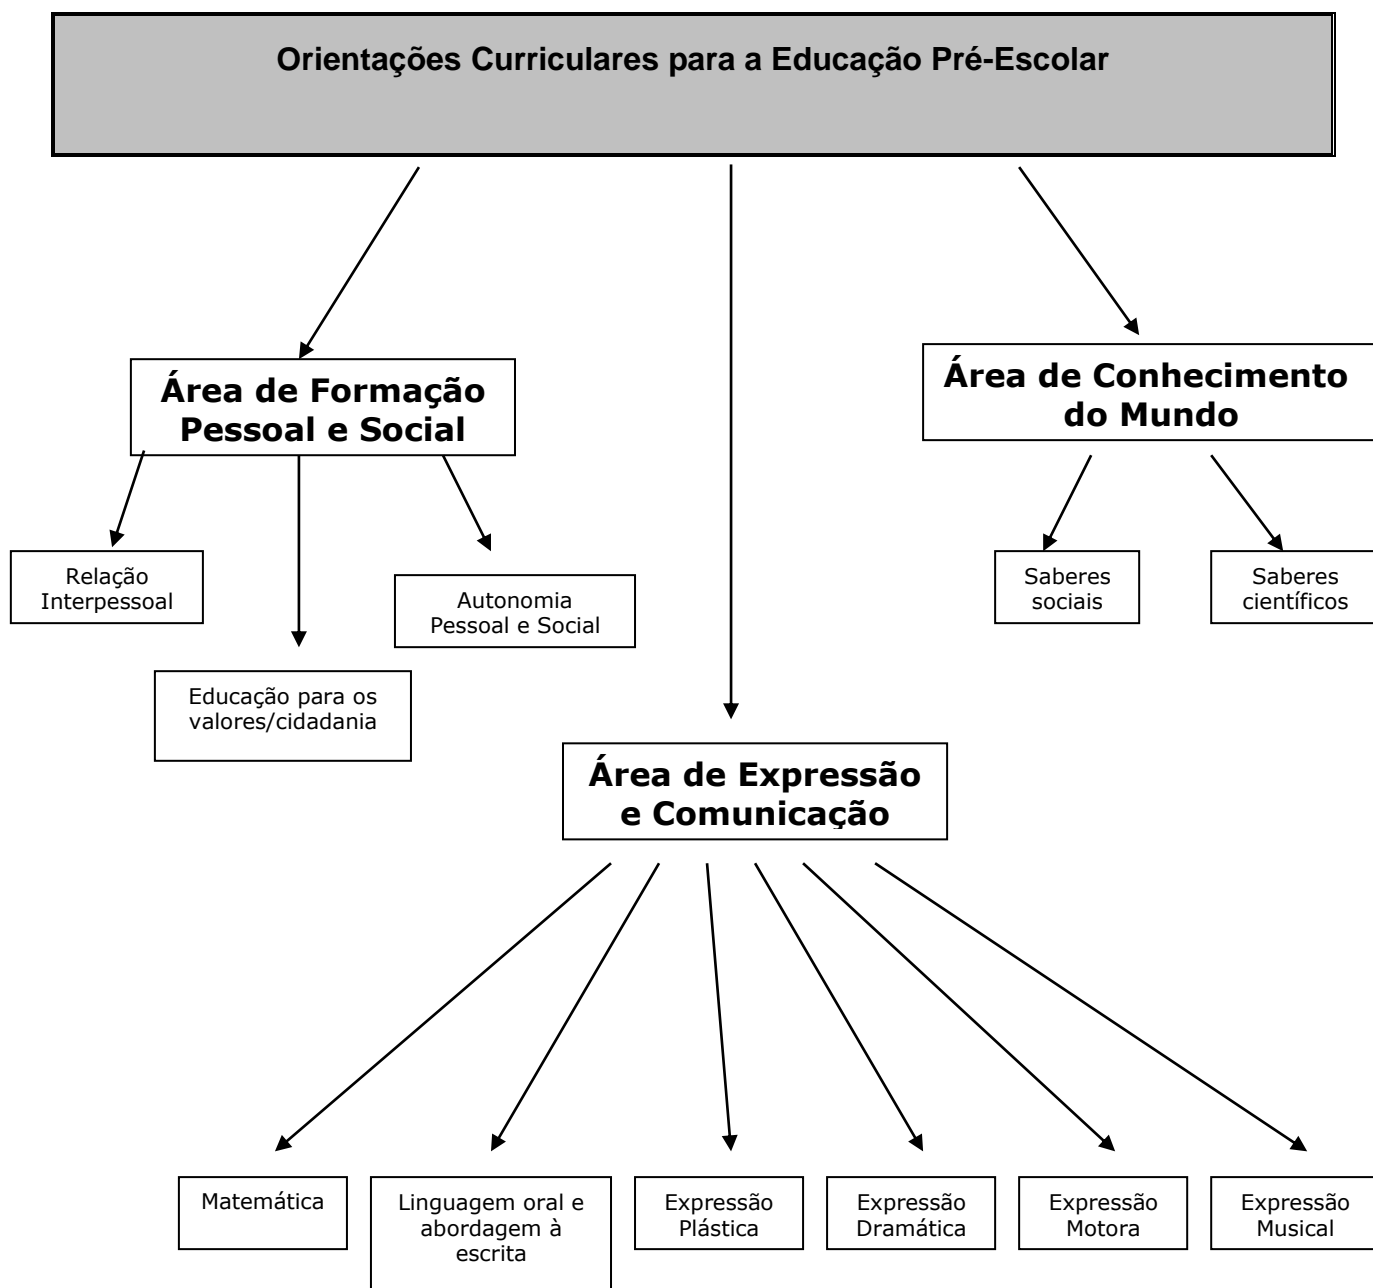 Orientações Curriculares para a Educação Pré-Escolar
Área de Formação
Pessoal e Social
Área de Conhecimento
do Mundo
Relação
Interpessoal
Autonomia
Pessoal e Social
Educação para os
valores/cidadania
Saberes
sociais
Saberes
científicos
Área de Expressão
e Comunicação
Matemática
Linguagem oral e
abordagem à
escrita
Expressão
Plástica
Expressão
Dramática
Expressão
Motora
Expressão
Musical